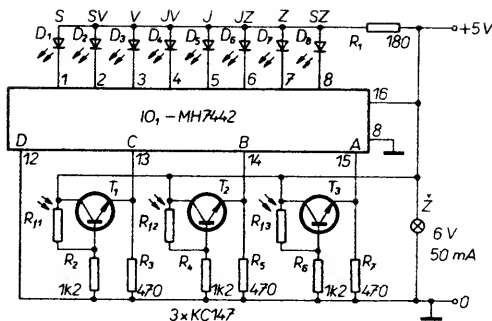 S SV V JV J JZ Z SZ
D1 D2 D3 D4 D5 D6 D7 D8
R1 180 +5V
1 2 3 4 5 6 7 8
16
IO1 – MH7442
8
D C B A
12 13 14 15
T1 T2 T3
R11 R12 R13
Ž
6 V
50 mA
R2 R3 R4 R5 R6 R7
1k2 470 1k2 470 1k2 470
0
3×KC147